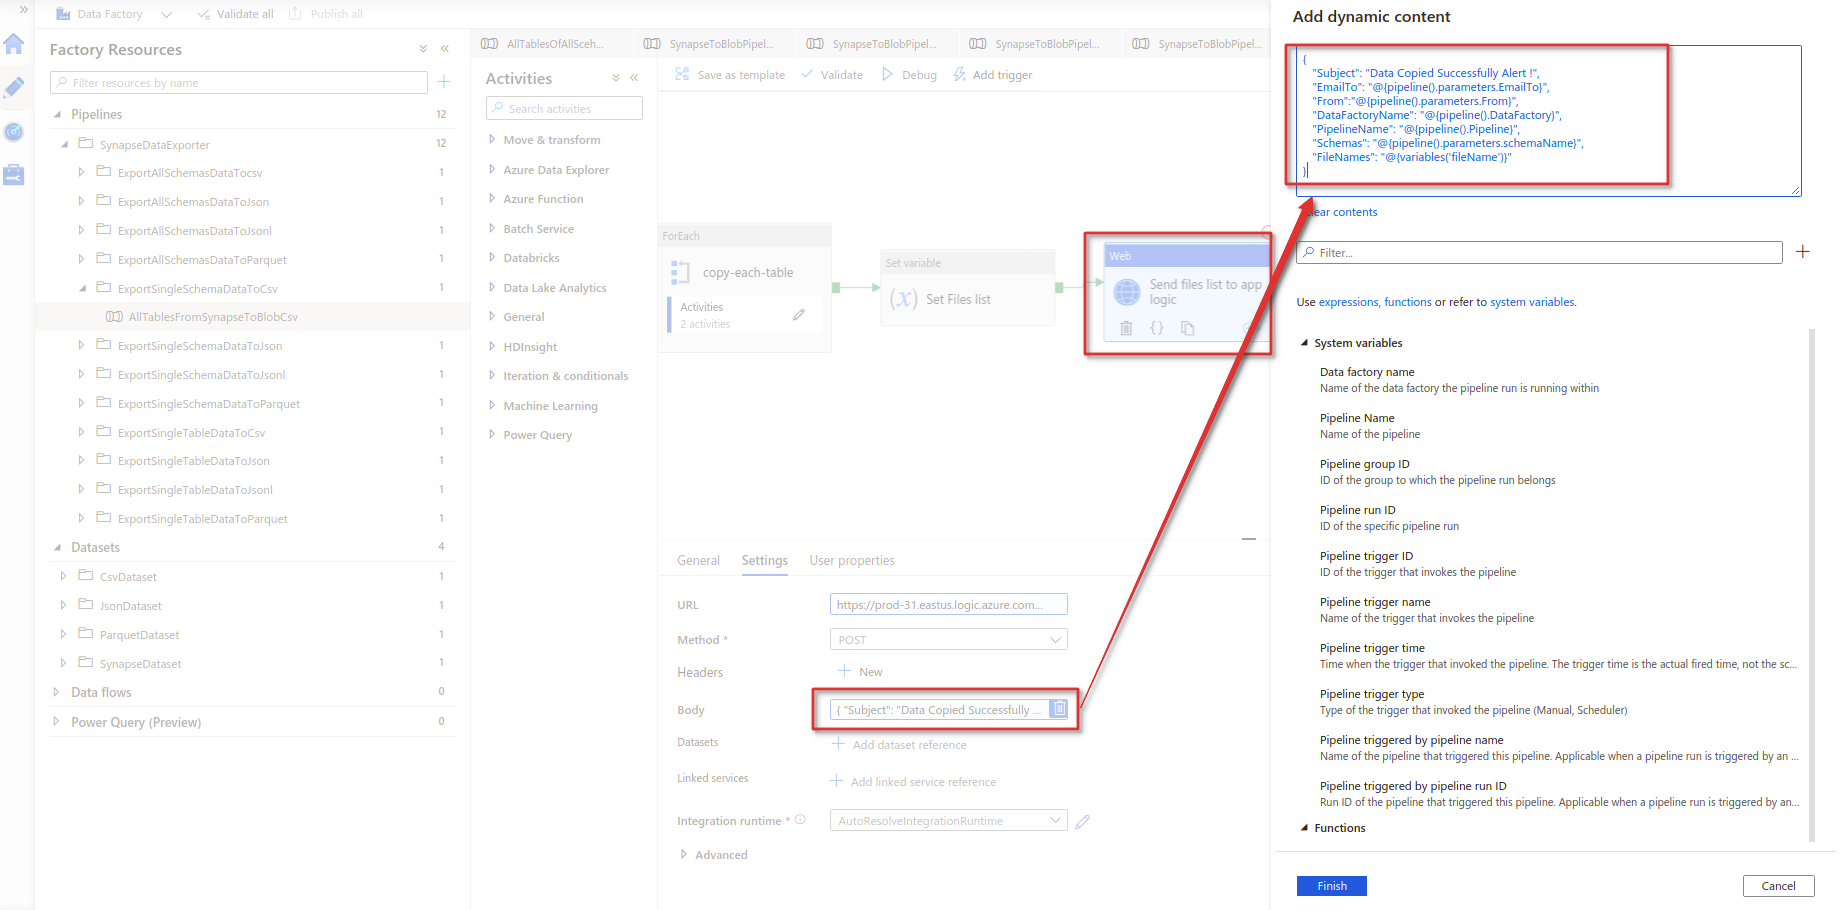 Data Factory
Validate all
Publish all
Factory Resources
Filter resources by name
Pipelines 12
SynapseDataExporter 12
ExportAllSchemasDataTocsv 1
ExportAllSchemasDataToJson 1
ExportAllSchemasDataToJsonl 1
ExportAllSchemasDataToParquet 1
ExportSingleSchemaDataToCsv 1
AllTablesFromSynapseToBlobCsv
ExportSingleSchemaDataToJson 1
ExportSingleSchemaDataToJsonl 1
ExportSingleSchemaDataToParquet 1
ExportSingleTableDataToCsv 1
ExportSingleTableDataToJson 1
ExportSingleTableDataToJsonl 1
ExportSingleTableDataToParquet 1
Datasets 4
CsvDataset 1
JsonDataset 1
ParquetDataset 1
SynapseDataset 1
Data flows 0
Power Query (Preview) 0
AllTablesOfAllSceh...
SynapseToBlobPipel...
SynapseToBlobPipel...
SynapseToBlobPipel...
SynapseToBlobPipel...
Activities
Search activities
Move & transform
Azure Data Explorer
Azure Function
Batch Service
Databricks
Data Lake Analytics
General
HDInsight
Iteration & conditionals
Machine Learning
Power Query
Save as template
Validate
Debug
Add trigger
ForEach
copy-each-table
Activities
2 activities
Set variable
(x) Set Files list
Web
Send files list to app
logic
{}
General
Settings
User properties
URL https://prod-31.eastus.logic.azure.com...
Method * POST
Headers New
Body { "Subject": "Data Copied Successfully ...
Datasets Add dataset reference
Linked services Add linked service reference
Integration runtime * AutoResolveIntegrationRuntime
Advanced
Add dynamic content
{
"Subject": "Data Copied Successfully Alert !",
"EmailTo": "@{pipeline().parameters.EmailTo}",
"From":"@{pipeline().parameters.From}",
"DataFactoryName": "@{pipeline().DataFactory}",
"PipelineName": "@{pipeline().Pipeline}",
"Schemas": "@{pipeline().parameters.schemaName}",
"FileNames": "@{variables('fileName')}"
}
contents
Filter...
Use expressions, functions or refer to system variables.
System variables
Data factory name
Name of the data factory the pipeline run is running within
Pipeline Name
Name of the pipeline
Pipeline group ID
ID of the group to which the pipeline run belongs
Pipeline run ID
ID of the specific pipeline run
Pipeline trigger ID
ID of the trigger that invokes the pipeline
Pipeline trigger name
Name of the trigger that invokes the pipeline
Pipeline trigger time
Time when the trigger that invoked the pipeline. The trigger time is the actual fired time, not the sc...
Pipeline trigger type
Type of the trigger that invoked the pipeline (Manual, Scheduler)
Pipeline triggered by pipeline name
Name of the pipeline that triggered this pipeline. Applicable when a pipeline run is triggered by an ...
Pipeline triggered by pipeline run ID
Run ID of the pipeline that triggered this pipeline. Applicable when a pipeline run is triggered by an...
Functions
Finish
Cancel